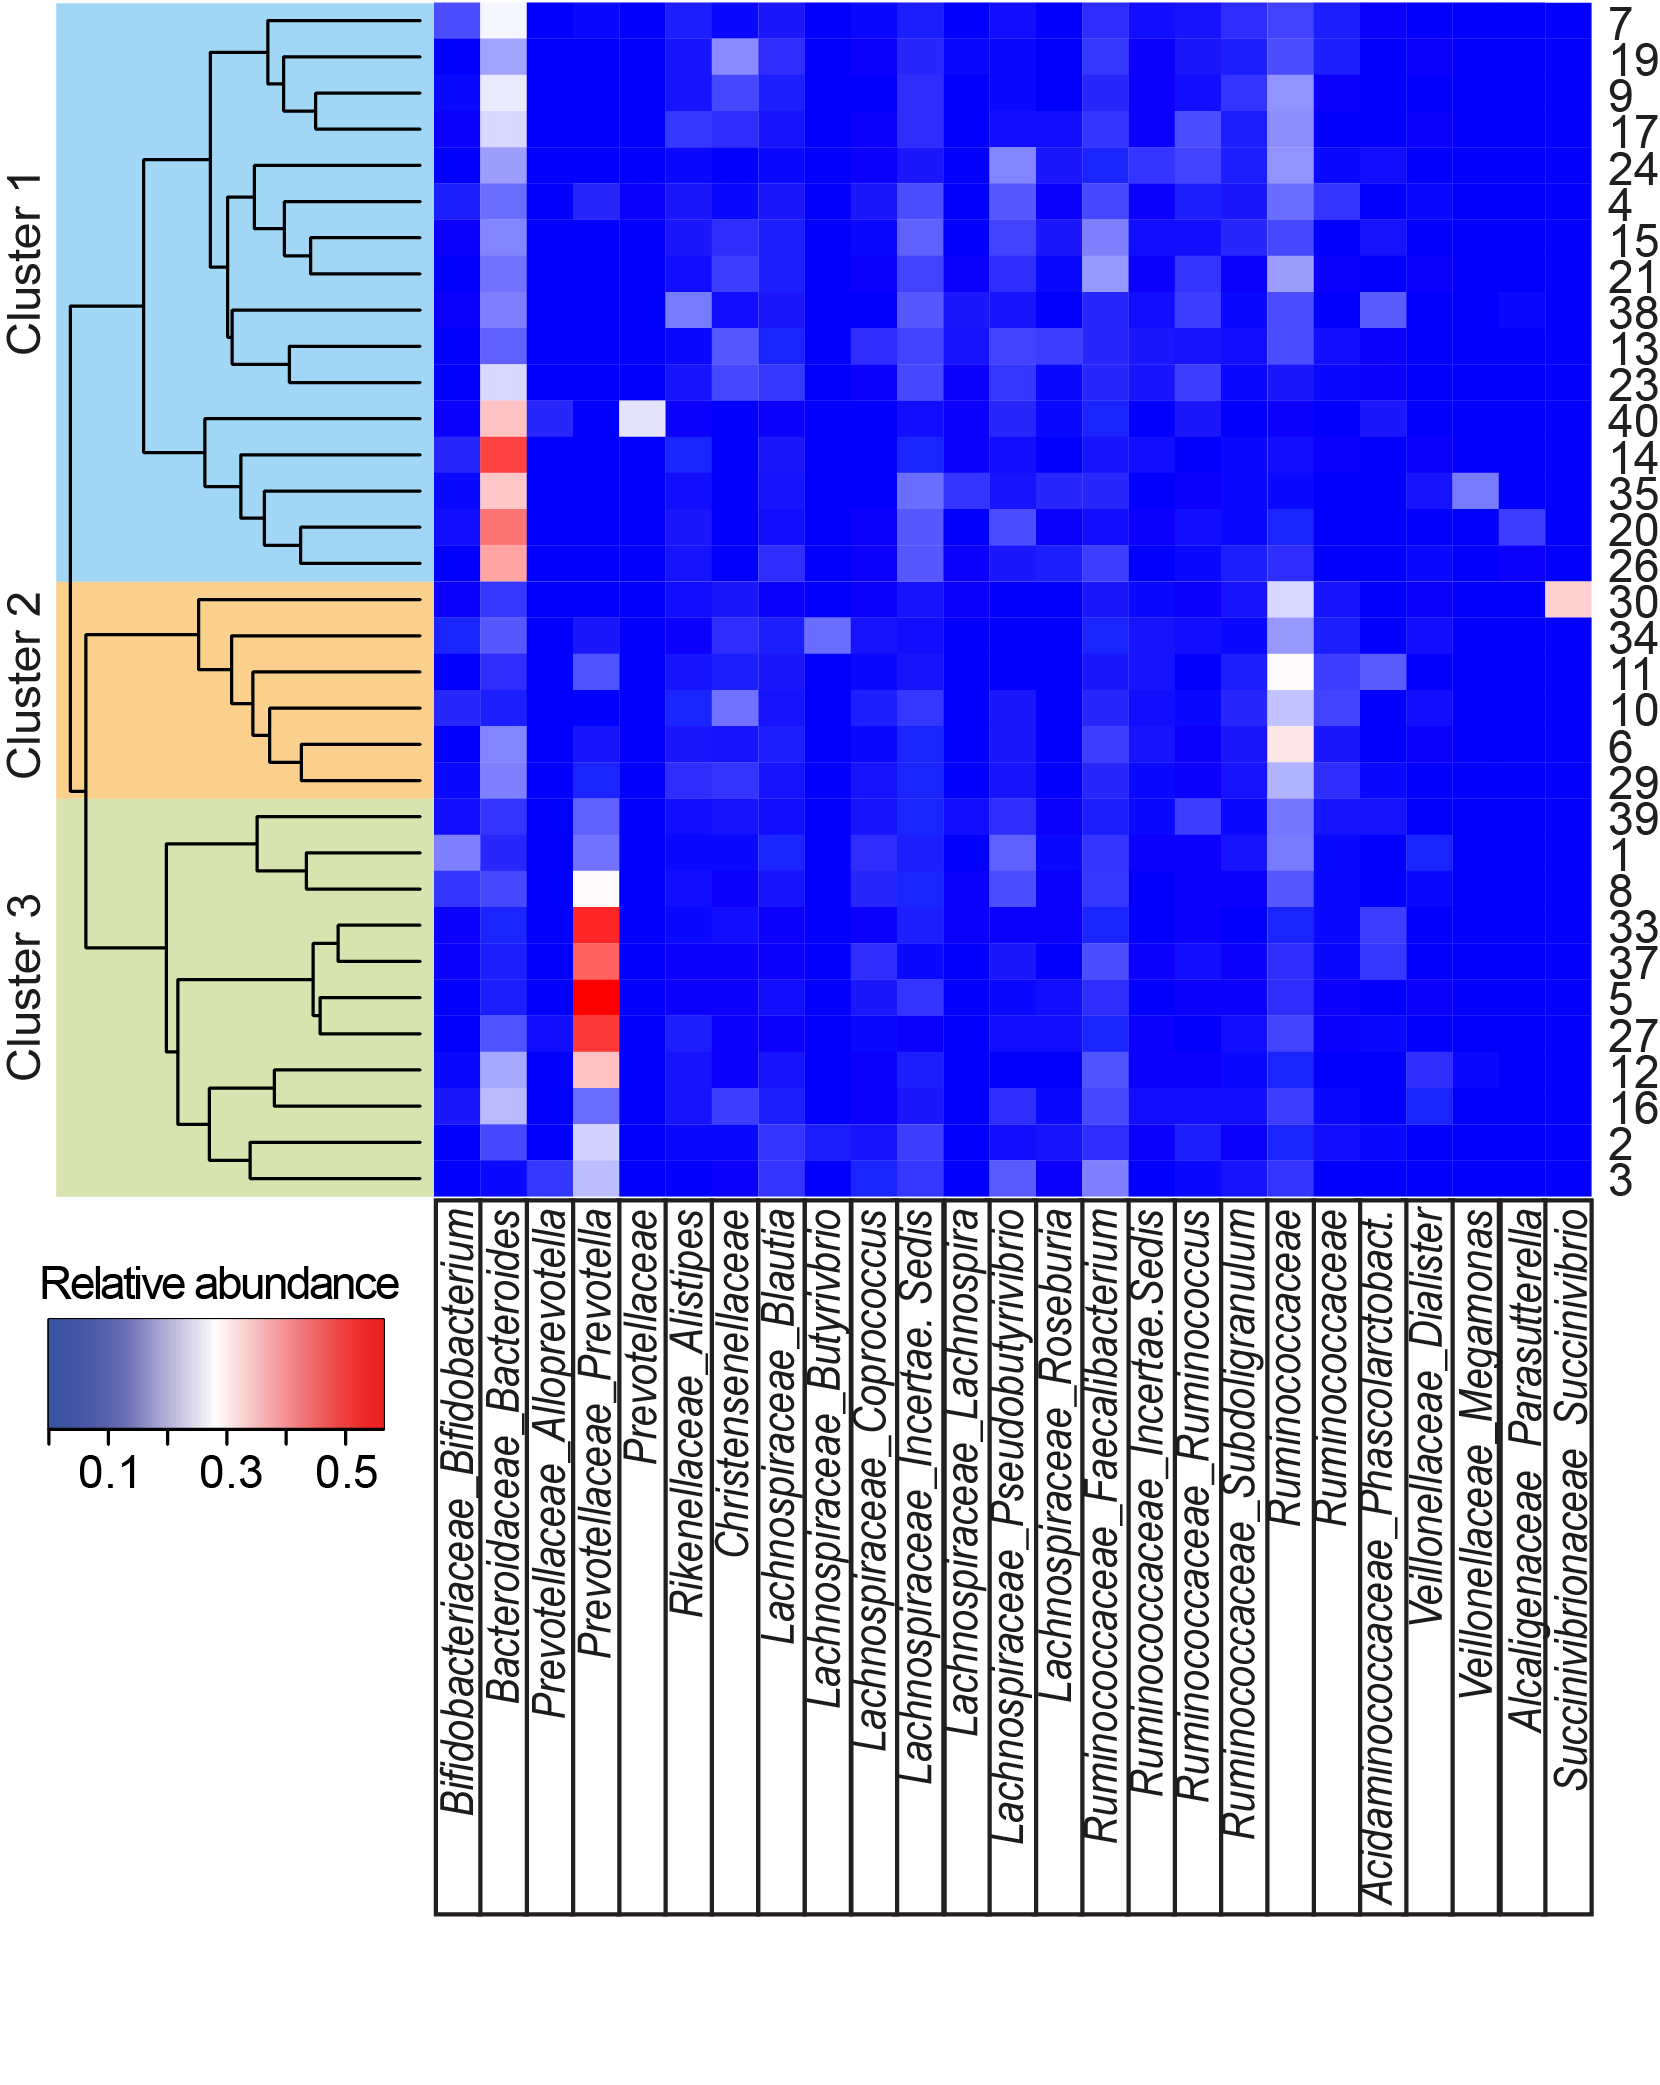 Cluster 1
Cluster 2
Cluster 3
7
19
9
17
24
4
15
21
38
13
23
40
14
35
20
26
30
34
11
10
6
29
39
1
8
33
37
5
27
12
16
2
3
Relative abundance
0.1 0.3 0.5
Bifidobacteriaceae_Bifidobacterium
Bacteroidaceae_Bacteroides
Prevotellaceae_Alloprevotella
Prevotellaceae_Prevotella
Prevotellaceae
Rikenellaceae_Alistipes
Christensenellaceae
Lachnospiraceae_Blautia
Lachnospiraceae_Butyrivbrio
Lachnospiraceae_Coprococcus
Lachnospiraceae_Incertae. Sedis
Lachnospiraceae_Lachnospira
Lachnospiraceae_Pseudobutyrivibrio
Lachnospiraceae_Roseburia
Ruminococcaceae_Faecalibacterium
Ruminococcaceae_Incertae.Sedis
Ruminococcaceae_Ruminococcus
Ruminococcaceae_Subdoligranulum
Ruminococcaceae
Ruminococcaceae
Acidaminococcaceae_Phascolarctobact.
Veillonellaceae_Dialister
Veillonellaceae_Megamonas
Alcaligenaceae_Parasutterella
Succinivibrionaceae_Succinivibrio